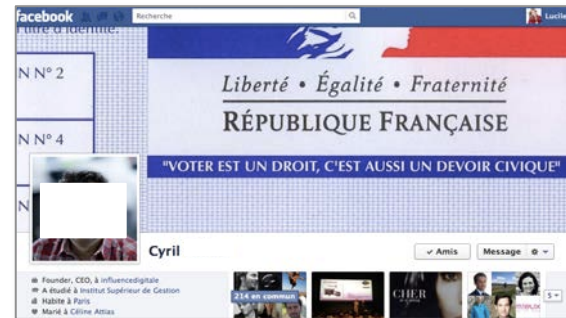 facebook
Recherche
Lucile
titre d'identité.
N N° 2
N N° 4
N
Liberté • Égalité • Fraternité
RÉPUBLIQUE FRANÇAISE
"VOTER EST UN DROIT, C'EST AUSSI UN DEVOIR CIVIQUE"
Cyril
✓ Amis
Message
Founder, CEO, à influencedigitale
A étudié à Institut Supérieur de Gestion
Habite à Paris
Marié à Céline Attias
214 en commun
CHER
5